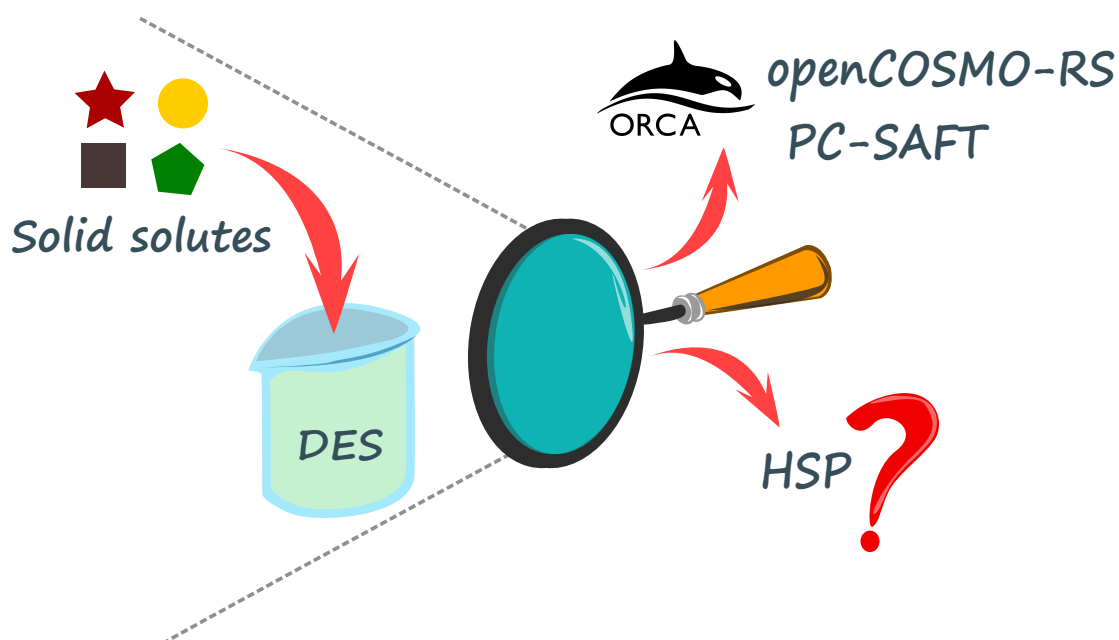 Solid solutes
DES
ORCA
openCOSMO-RS
PC-SAFT
HSP
?